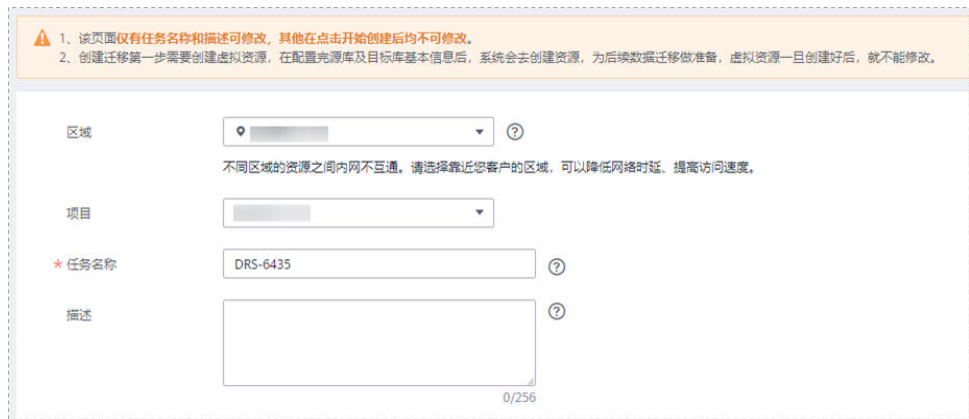 1、该页面仅有任务名称和描述可修改，其他在点击开始创建后均不可修改。
2、创建迁移第一步需要创建虚拟资源，在配置完源库及目标库基本信息后，系统会去创建资源，为后续数据迁移做准备，虚拟资源一旦创建好后，就不能修改。
区域
不同区域的资源之间内网不互通。请选择靠近您客户的区域，可以降低网络时延、提高访问速度。
项目
* 任务名称 DRS-6435
描述
0/256